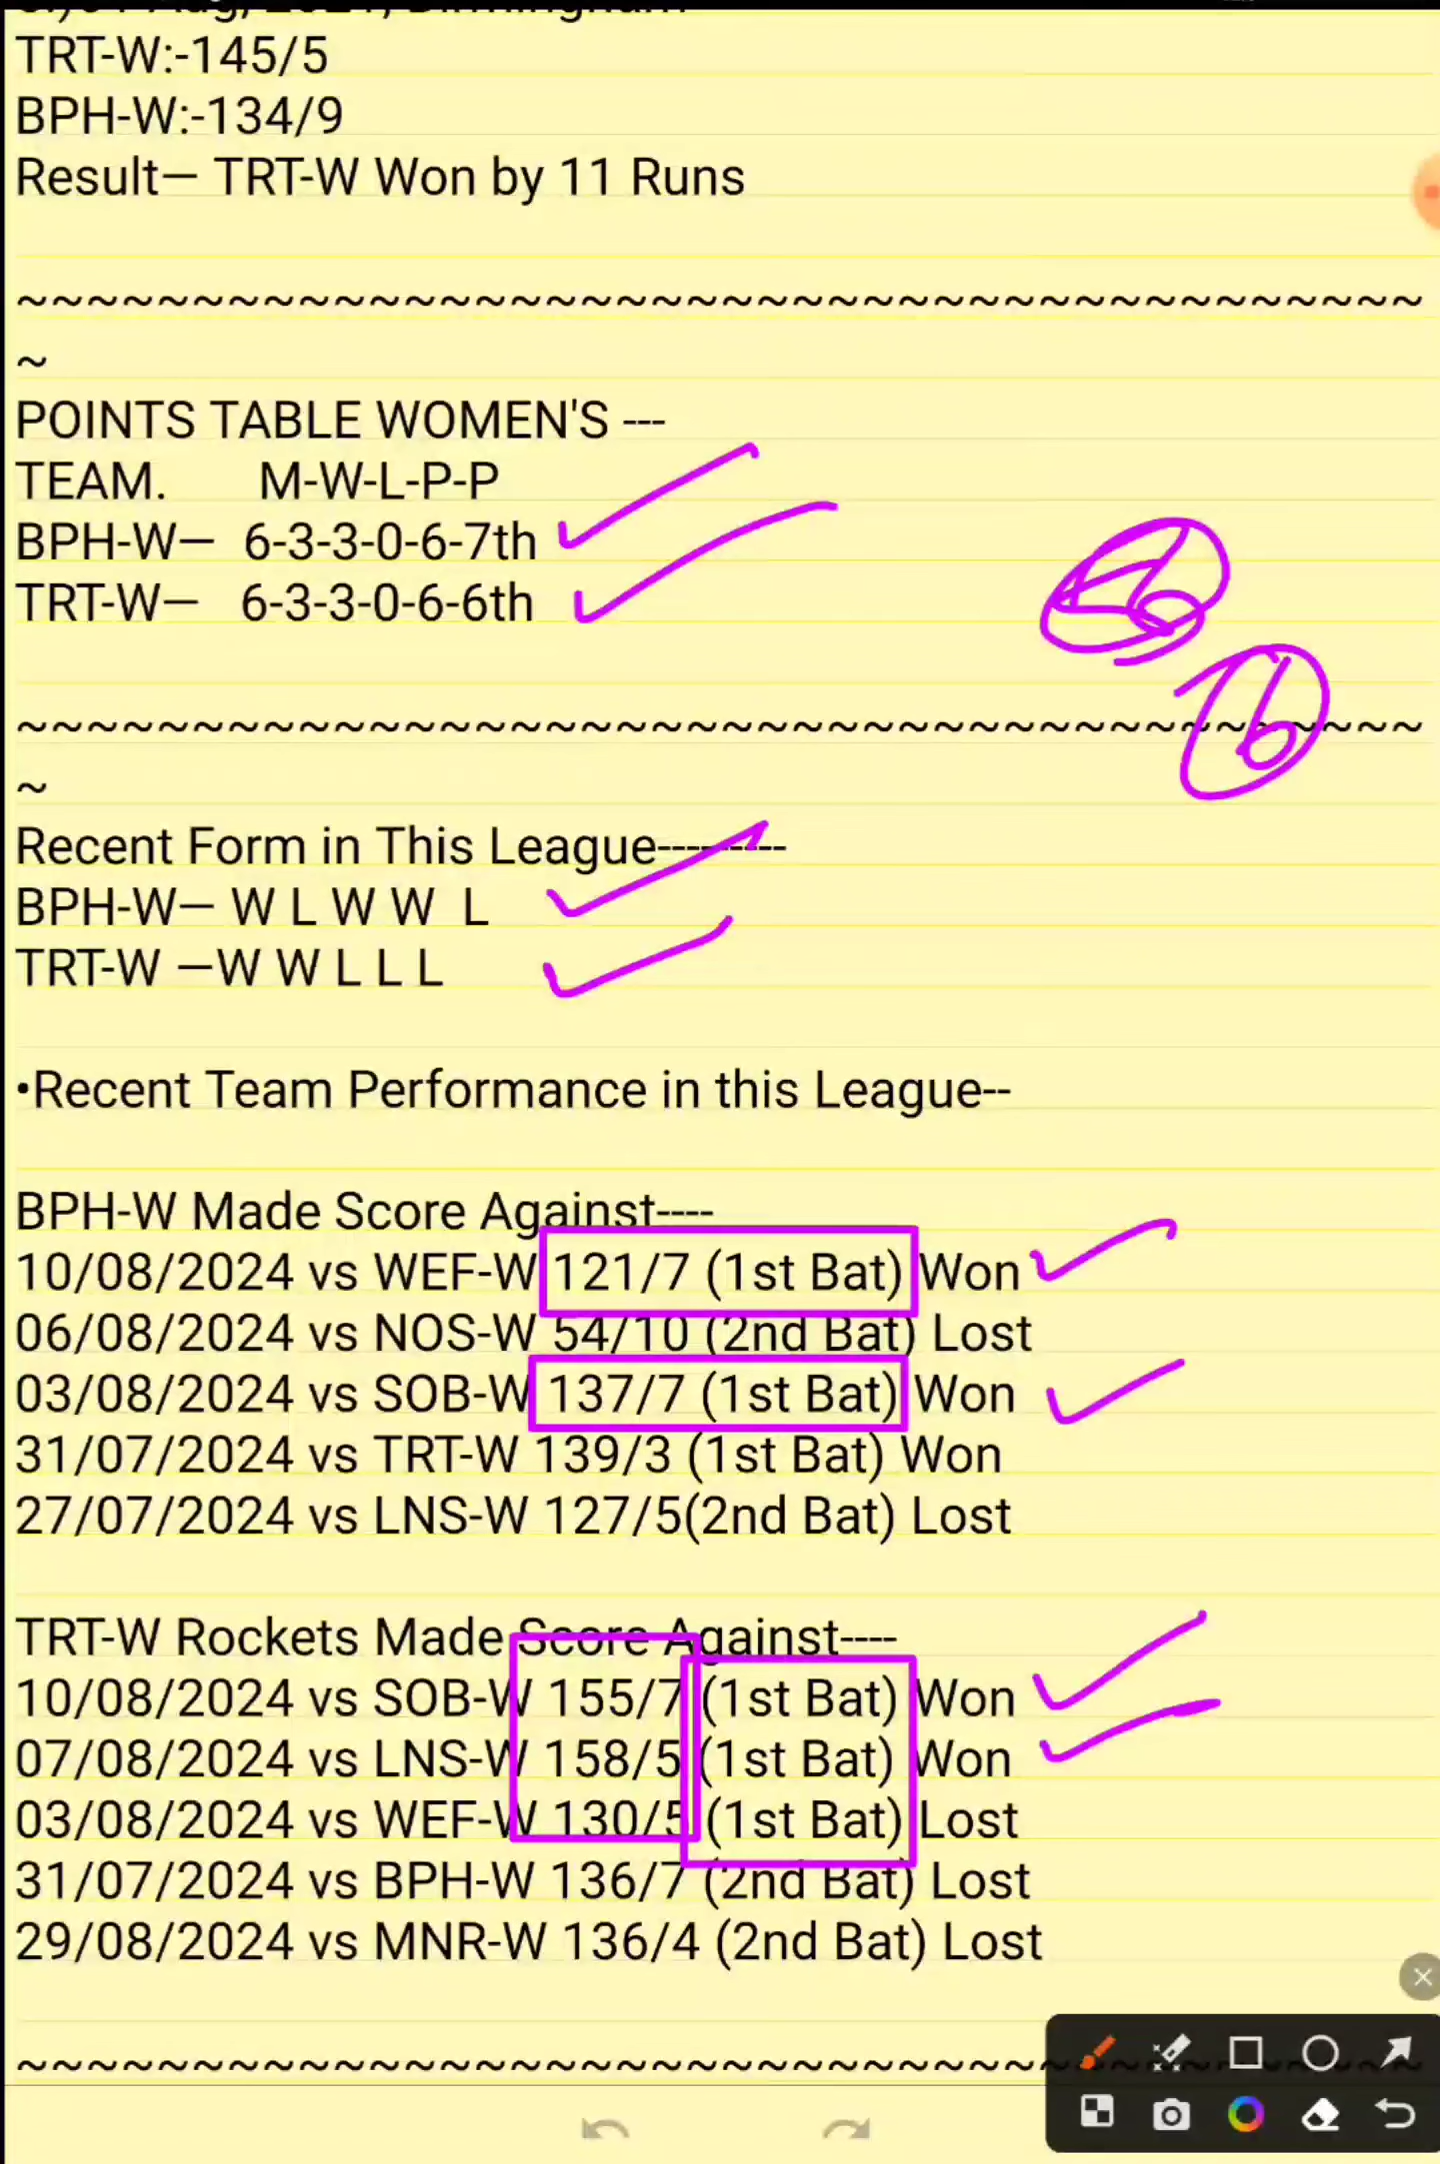 TRT-W:-145/5
BPH-W:-134/9
Result— TRT-W Won by 11 Runs
~~~~~~~~~~~~~~~~~~~~~~~~~~~~~~~~~~~~~~~~
~
POINTS TABLE WOMEN'S ---
TEAM. M-W-L-P-P
BPH-W— 6-3-3-0-6-7th
TRT-W— 6-3-3-0-6-6th
~~~~~~~~~~~~~~~~~~~~~~~~~~~~~~~~~~~~~~~~
~
6
Recent Form in This League---------
BPH-W— W L W W L
TRT-W —W W L L L
•Recent Team Performance in this League--
BPH-W Made Score Against----
10/08/2024 vs WEF-W 121/7 (1st Bat) Won
06/08/2024 vs NOS-W 54/10 (2nd Bat) Lost
03/08/2024 vs SOB-W 137/7 (1st Bat) Won
31/07/2024 vs TRT-W 139/3 (1st Bat) Won
27/07/2024 vs LNS-W 127/5(2nd Bat) Lost
TRT-W Rockets Made Score Against----
10/08/2024 vs SOB-W 155/7 (1st Bat) Won
07/08/2024 vs LNS-W 158/5 (1st Bat) Won
03/08/2024 vs WEF-W 130/5 (1st Bat) Lost
31/07/2024 vs BPH-W 136/7 (2nd Bat) Lost
29/08/2024 vs MNR-W 136/4 (2nd Bat) Lost
~~~~~~~~~~~~~~~~~~~~~~~~~~~~~~~~~~~~~~~~